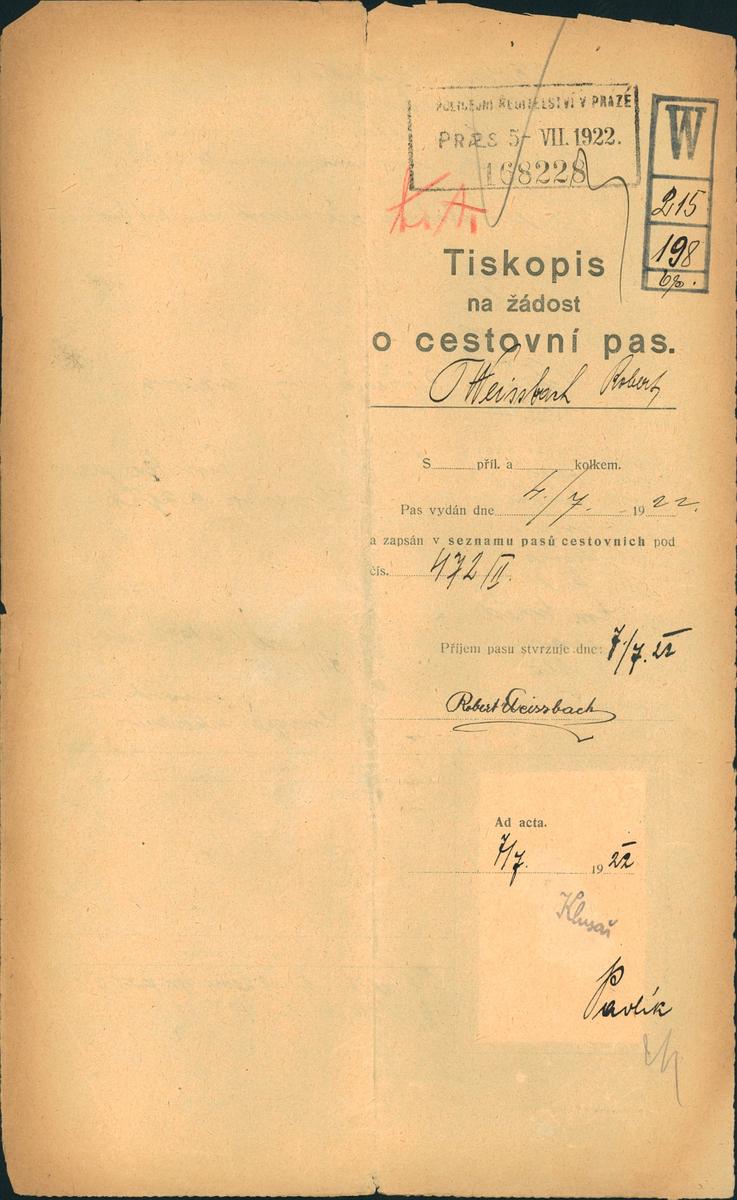 POLICEJNÍ ŘEDITELSTVÍ V PRAZE
PRÆS 5- VII. 1922.
168228
W
215
198
Tiskopis
na žádost
o cestovní pas.
Weissbach Robert
S........příl. a..........kolkem.
Pas vydán dne 4./7. 1922.
a zapsán v seznamu pasů cestovních pod
čís. 472/II.
Příjem pasu stvrzuje dne: 7./7. 22
Robert Weissbach
Ad acta.
7/7. 1922
Pavlík